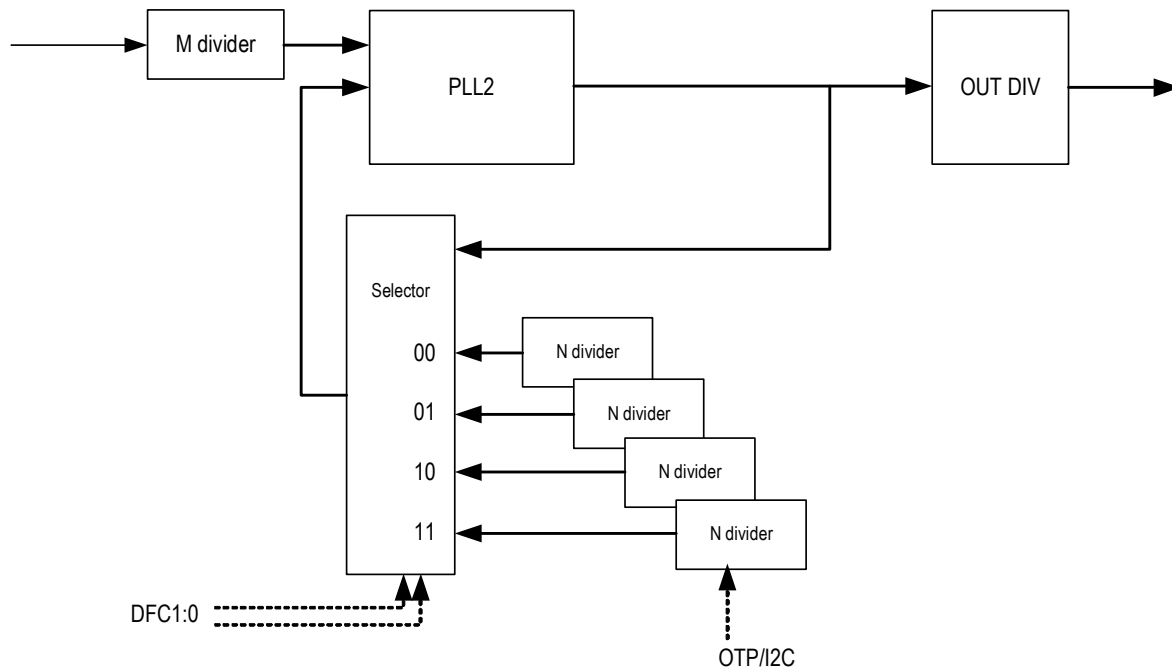 M divider
PLL2
OUT DIV
Selector
00
N divider
01
N divider
10
N divider
11
N divider
DFC1:0
OTP/I2C